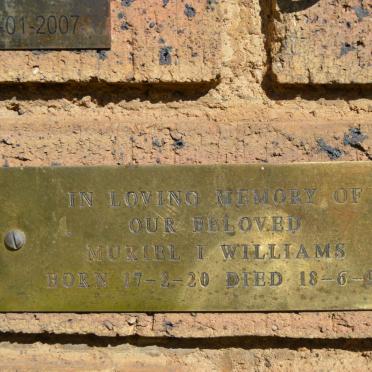 01-2007
IN LOVING MEMORY OF
OUR BELOVED
MURIEL I WILLIAMS
BORN 17-2-20 DIED 18-6-